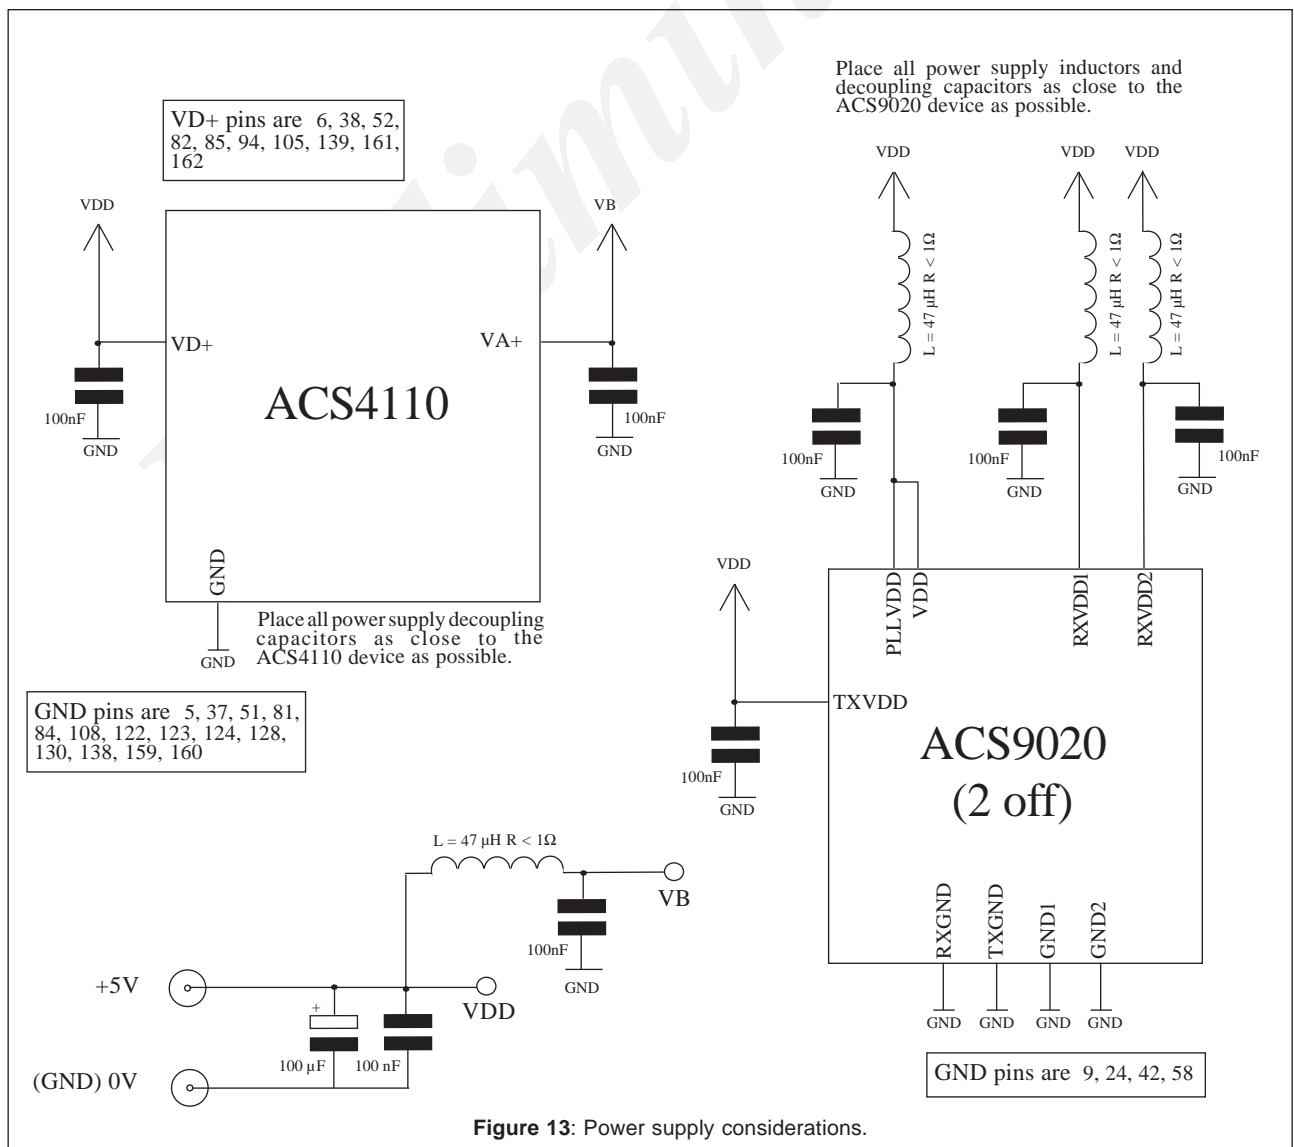 Place all power supply inductors and
decoupling capacitors as close to the
ACS9020 device as possible.
VD+ pins are 6, 38, 52,
82, 85, 94, 105, 139, 161,
162
VDD
VB
VD+
VA+
ACS4110
100nF
GND
100nF
GND
GND
GND
Place all power supply decoupling
capacitors as close to the
ACS4110 device as possible.
GND pins are 5, 37, 51, 81,
84, 108, 122, 123, 124, 128,
130, 138, 159, 160
VDD
VDD
VDD
L = 47 µH R < 1Ω
L = 47 µH R < 1Ω
L = 47 µH R < 1Ω
100nF
GND
100nF
GND
100nF
GND
VDD
PLLVDD
VDD
RXVDD1
RXVDD2
TXVDD
100nF
GND
ACS9020
(2 off)
RXGND
TXGND
GND1
GND2
GND
GND
GND
GND
GND pins are 9, 24, 42, 58
L = 47 µH R < 1Ω
VB
100nF
GND
+5V
VDD
+
100 µF
100 nF
(GND) 0V
Figure 13: Power supply considerations.